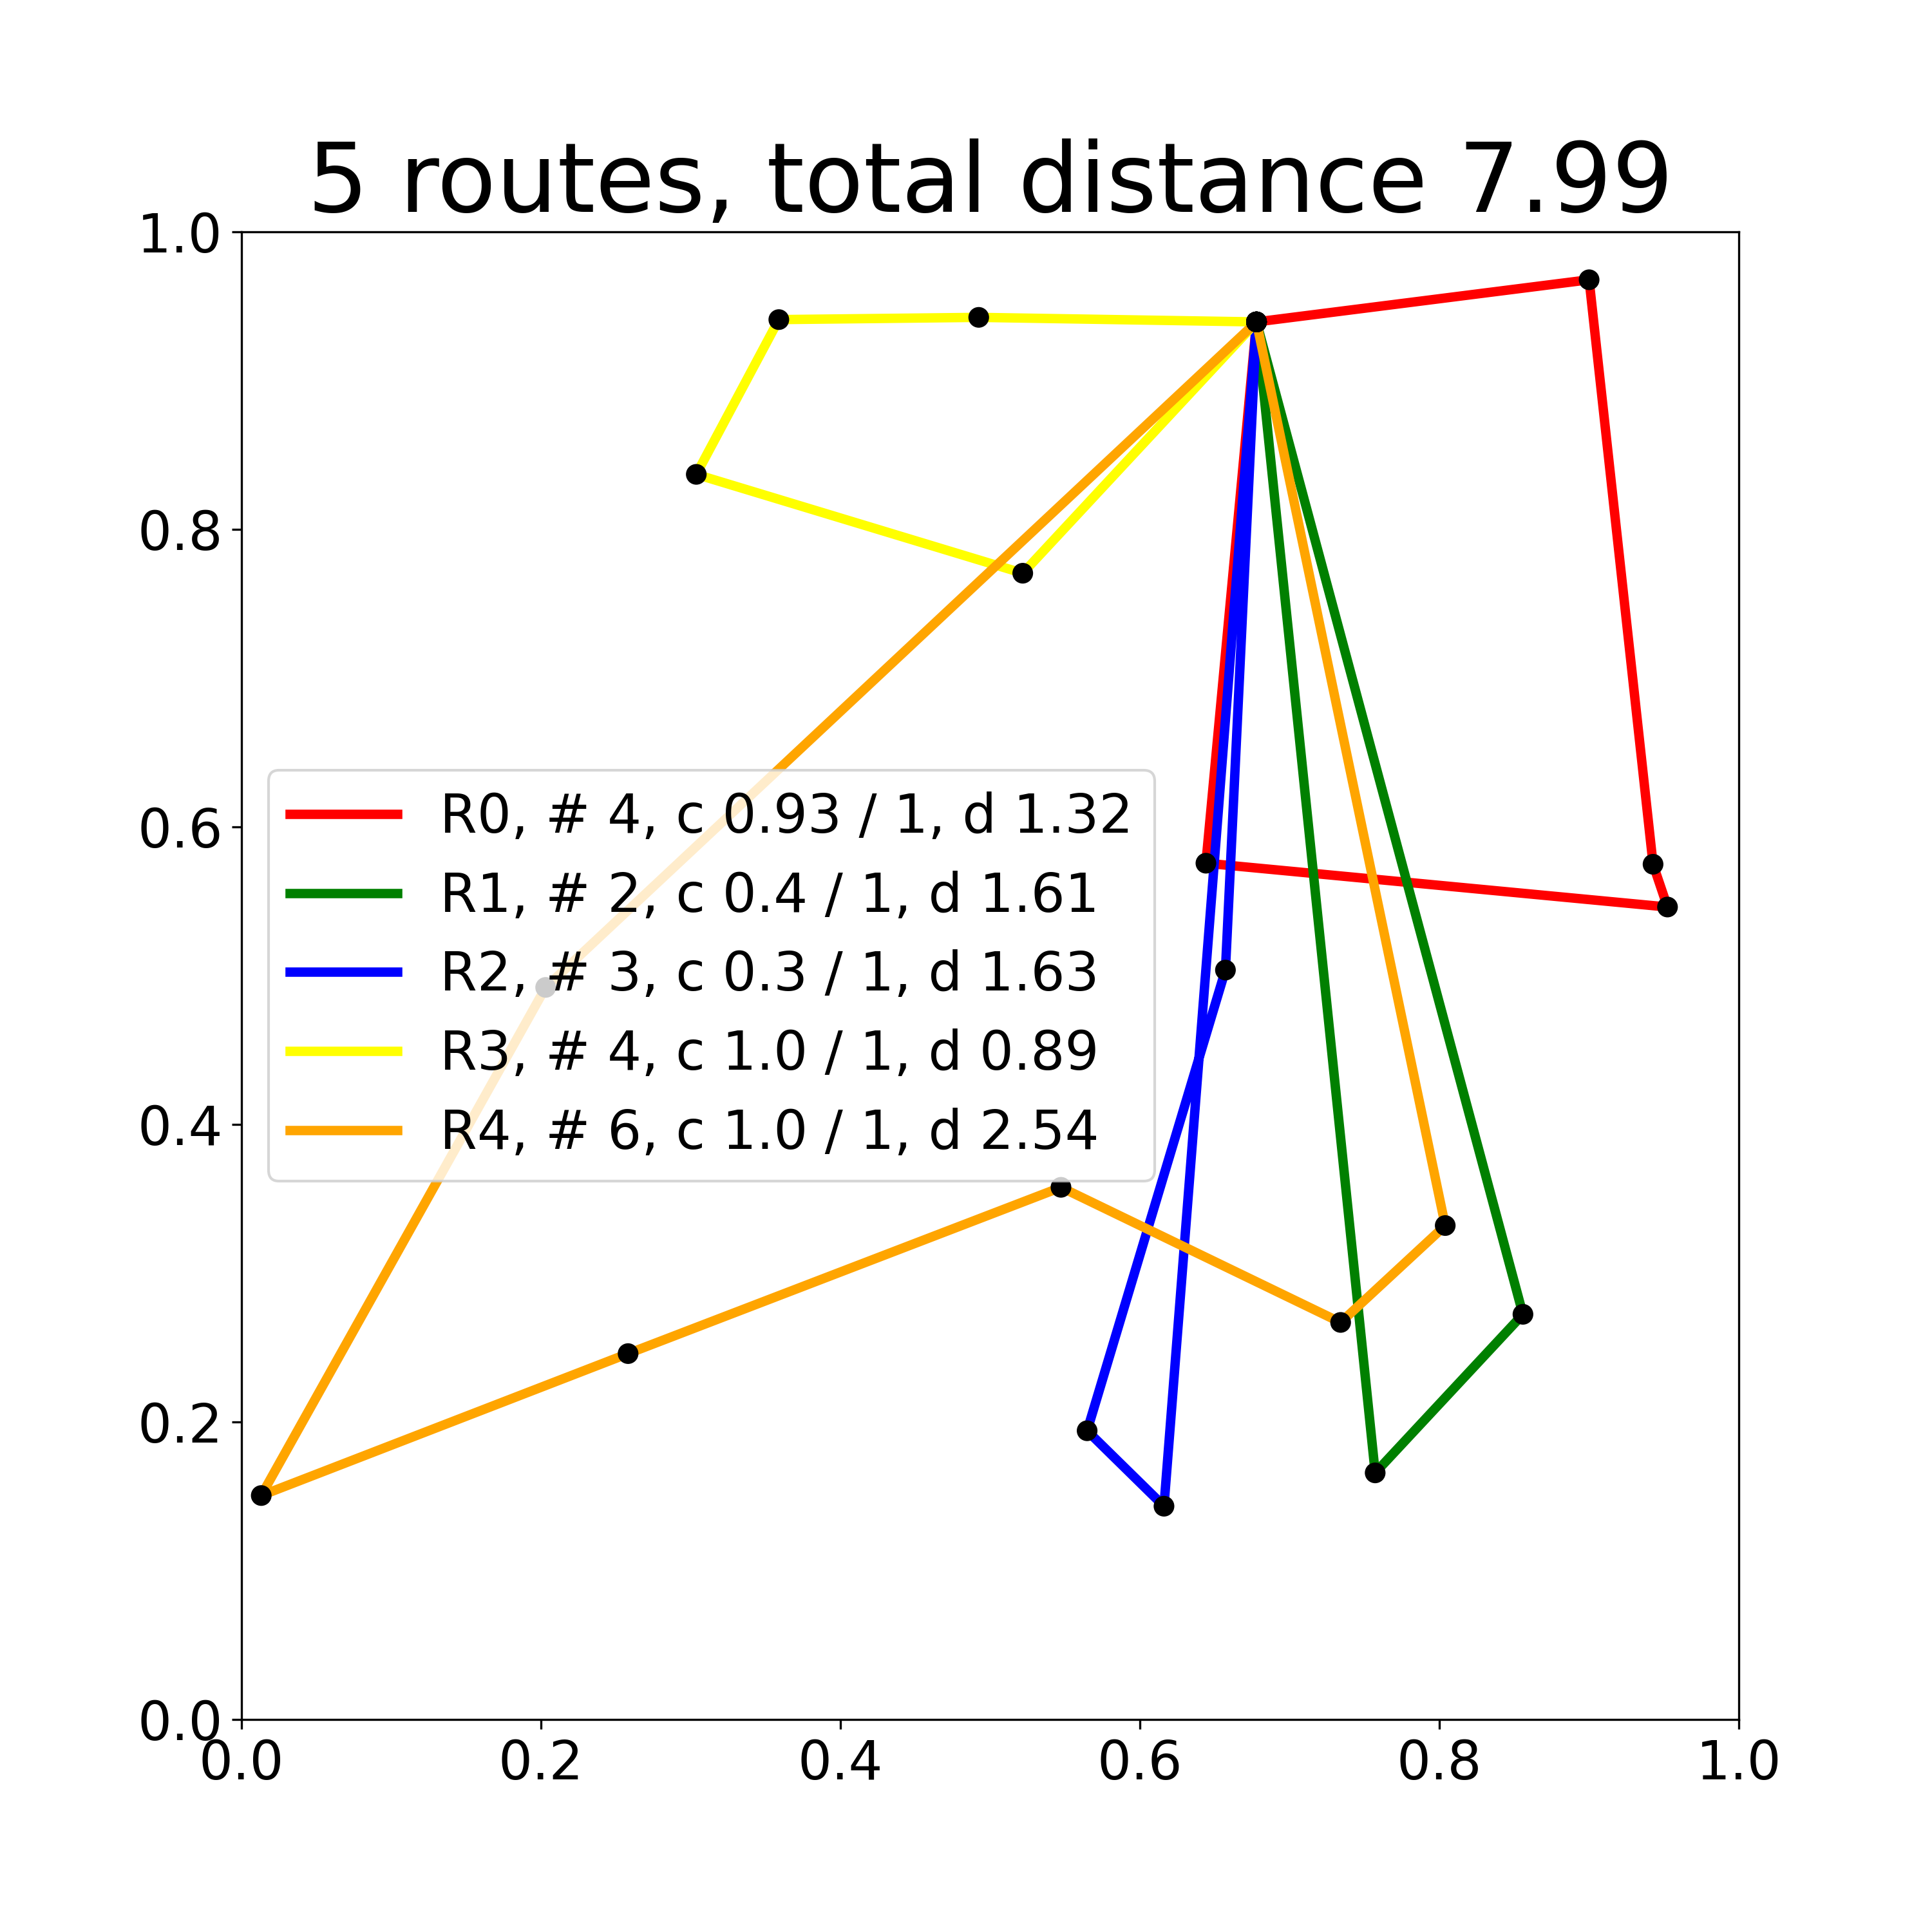 5 routes, total distance 7.99
1.0
0.8
0.6
0.4
0.2
0.0
R0, # 4, c 0.93 / 1, d 1.32
R1, # 2, c 0.4 / 1, d 1.61
R2, # 3, c 0.3 / 1, d 1.63
R3, # 4, c 1.0 / 1, d 0.89
R4, # 6, c 1.0 / 1, d 2.54
0.0 0.2 0.4 0.6 0.8 1.0